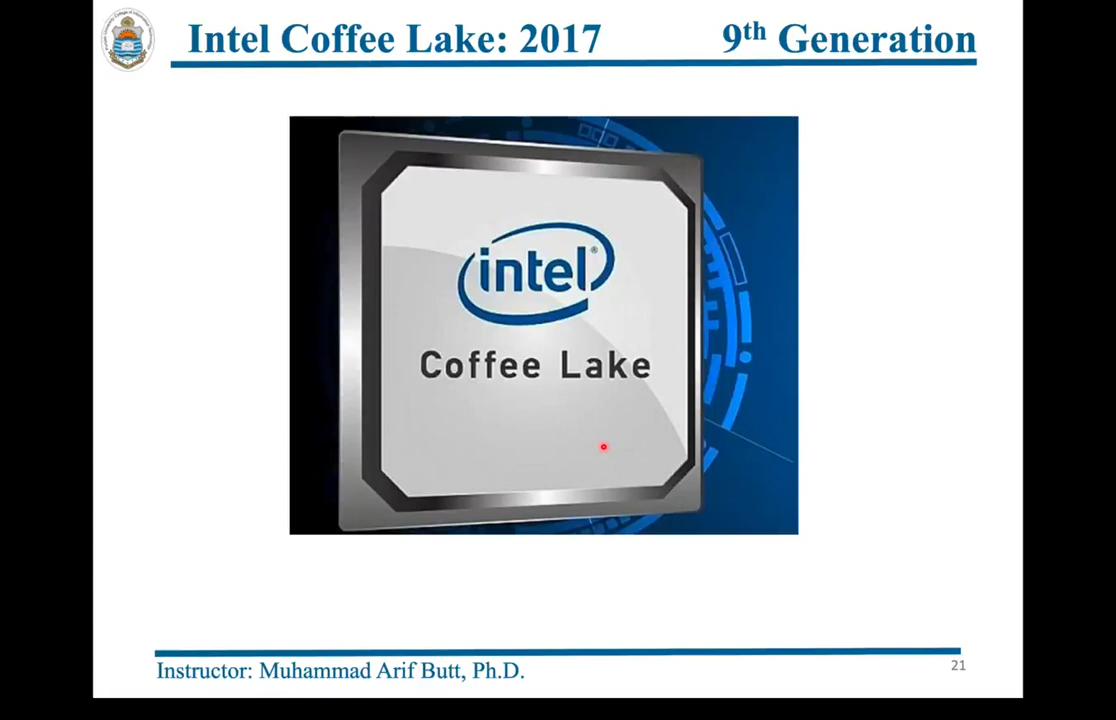 Intel Coffee Lake: 2017 9th Generation
intel®
Coffee Lake
Instructor: Muhammad Arif Butt, Ph.D.
21